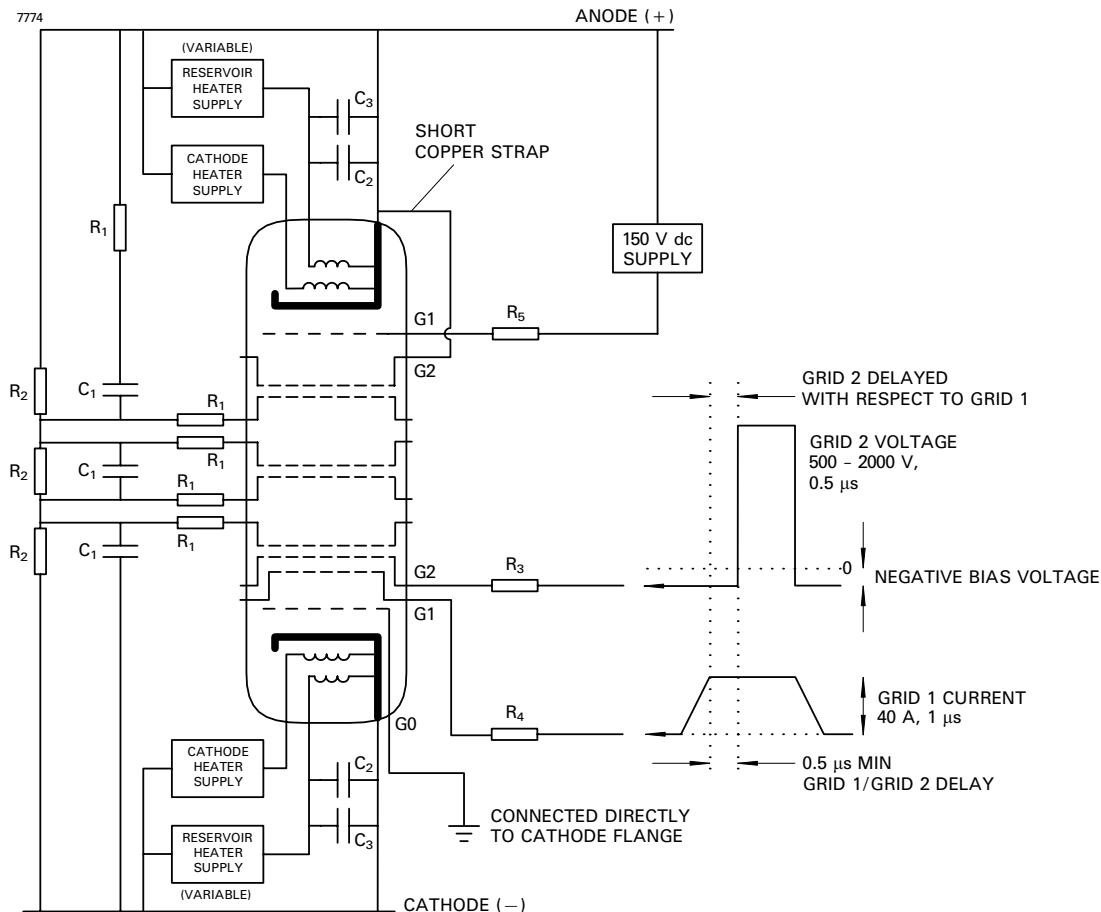 7774
ANODE (+)
(VARIABLE)
RESERVOIR
HEATER
SUPPLY
C3
SHORT
COPPER STRAP
CATHODE
HEATER
SUPPLY
C2
R1
150 V dc
SUPPLY
G1
R5
G2
R2
C1
R1
GRID 2 DELAYED
WITH RESPECT TO GRID 1
R1
GRID 2 VOLTAGE
500 – 2000 V,
0.5 μs
R2
C1
R1
R2
C1
R1
G2
R3
0
NEGATIVE BIAS VOLTAGE
G1
G0
R4
GRID 1 CURRENT
40 A, 1 μs
CATHODE
HEATER
SUPPLY
C2
0.5 μs MIN
GRID 1/GRID 2 DELAY
CONNECTED DIRECTLY
TO CATHODE FLANGE
RESERVOIR
HEATER
SUPPLY
C3
(VARIABLE)
CATHODE (—)